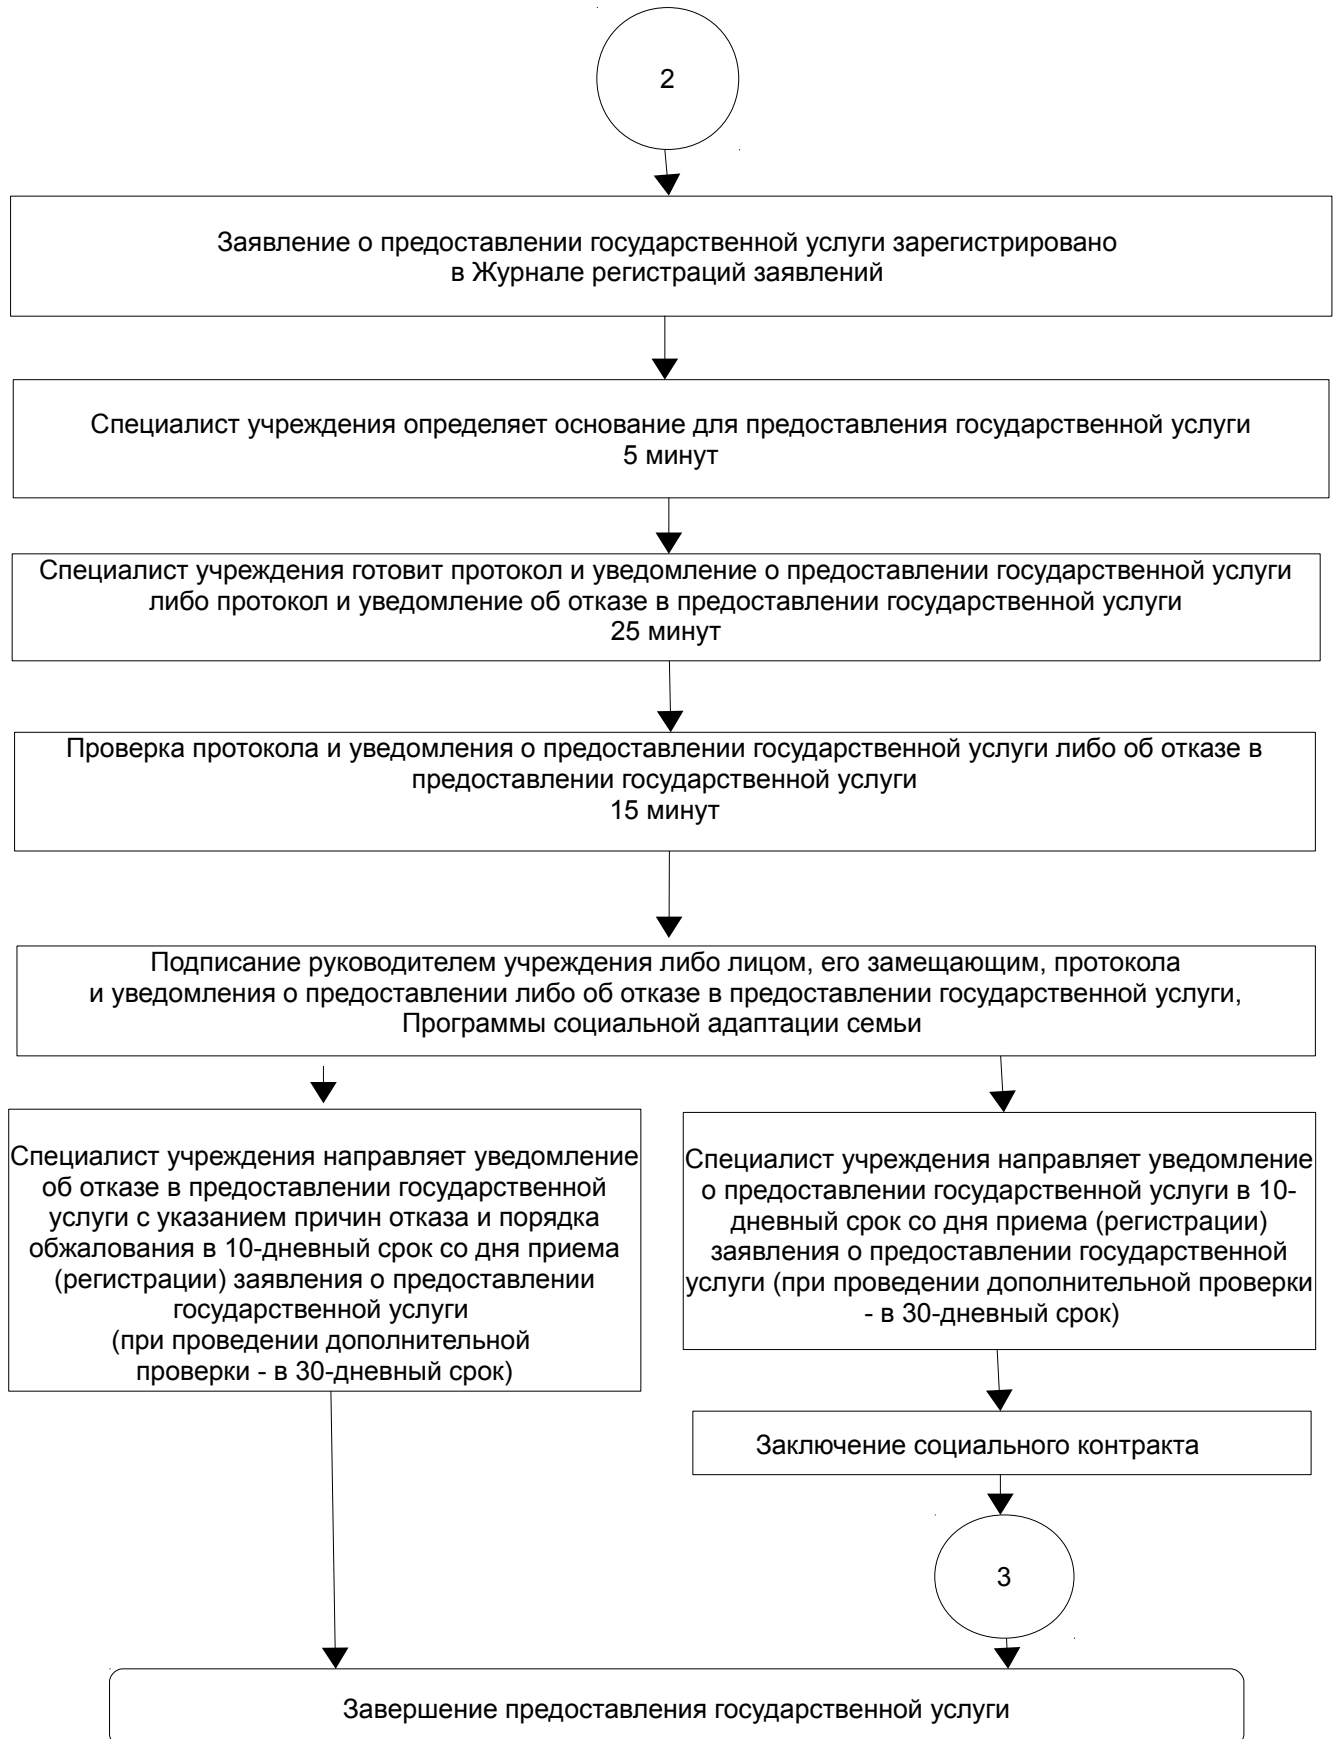 2
Заявление о предоставлении государственной услуги зарегистрировано
в Журнале регистраций заявлений
Специалист учреждения определяет основание для предоставления государственной услуги
5 минут
Специалист учреждения готовит протокол и уведомление о предоставлении государственной услуги
либо протокол и уведомление об отказе в предоставлении государственной услуги
25 минут
Проверка протокола и уведомления о предоставлении государственной услуги либо об отказе в
предоставлении государственной услуги
15 минут
Подписание руководителем учреждения либо лицом, его замещающим, протокола
и уведомления о предоставлении либо об отказе в предоставлении государственной услуги,
Программы социальной адаптации семьи
Специалист учреждения направляет уведомление
об отказе в предоставлении государственной
услуги с указанием причин отказа и порядка
обжалования в 10-дневный срок со дня приема
(регистрации) заявления о предоставлении
государственной услуги
(при проведении дополнительной
проверки - в 30-дневный срок)
Специалист учреждения направляет уведомление
о предоставлении государственной услуги в 10-
дневный срок со дня приема (регистрации)
заявления о предоставлении государственной
услуги (при проведении дополнительной проверки
- в 30-дневный срок)
Заключение социального контракта
3
Завершение предоставления государственной услуги